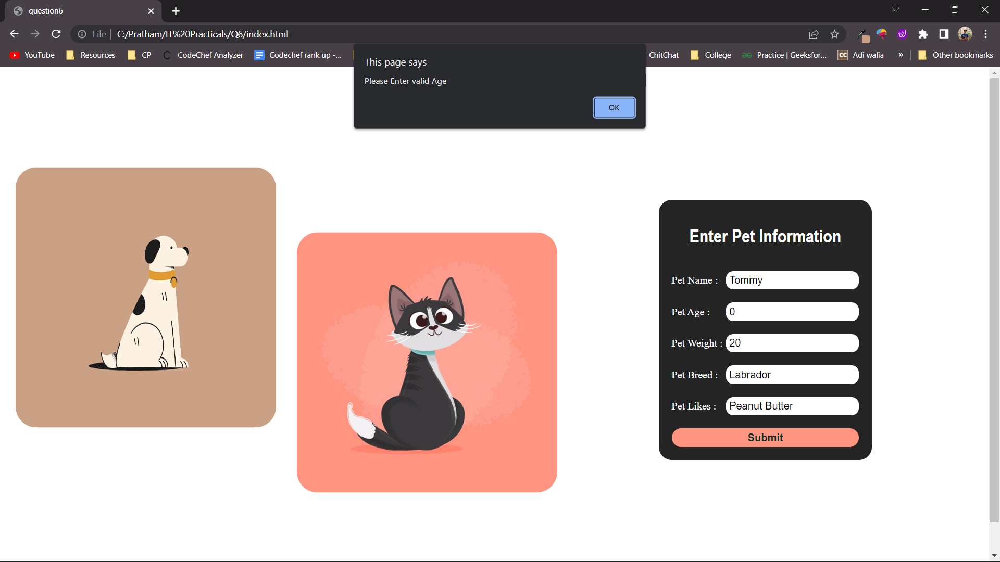 question6
File | C:/Pratham/IT%20Practicals/Q6/index.html
YouTube Resources CP CodeChef Analyzer Codechef rank up -... ChitChat College Practice | Geeksfor... Adi walia » Other bookmarks
This page says
Please Enter valid Age
OK
Enter Pet Information
Pet Name : Tommy
Pet Age : 0
Pet Weight : 20
Pet Breed : Labrador
Pet Likes : Peanut Butter
Submit